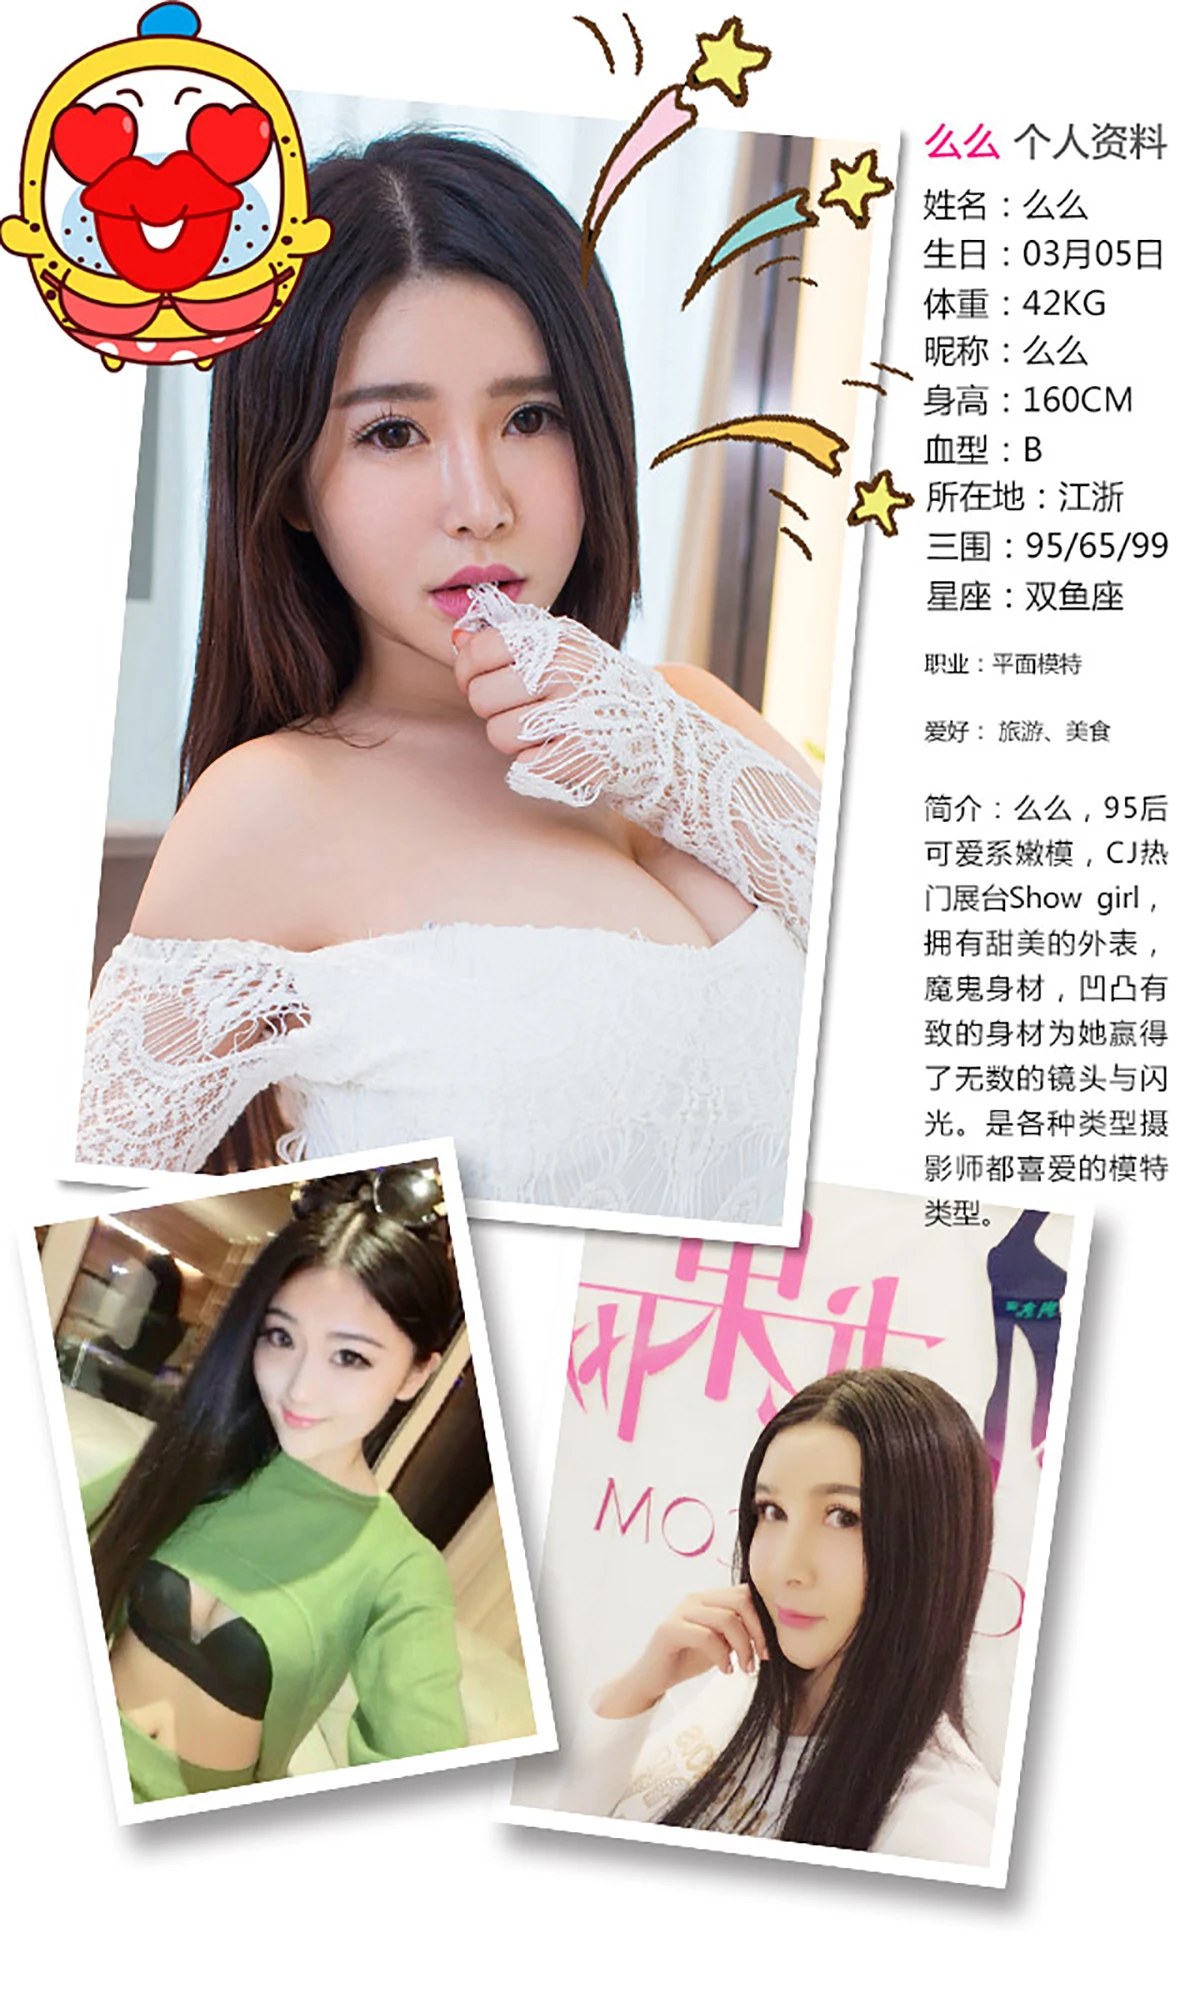 么么 个人资料
姓名：么么
生日：03月05日
体重：42KG
昵称：么么
身高：160CM
血型：B
所在地：江浙
三围：95/65/99
星座：双鱼座
职业：平面模特
爱好： 旅游、美食
简介：么么，95后
可爱系嫩模，CJ热
门展台Show girl，
拥有甜美的外表，
魔鬼身材，凹凸有
致的身材为她赢得
了无数的镜头与闪
光。是各种类型摄
影师都喜爱的模特
类型。